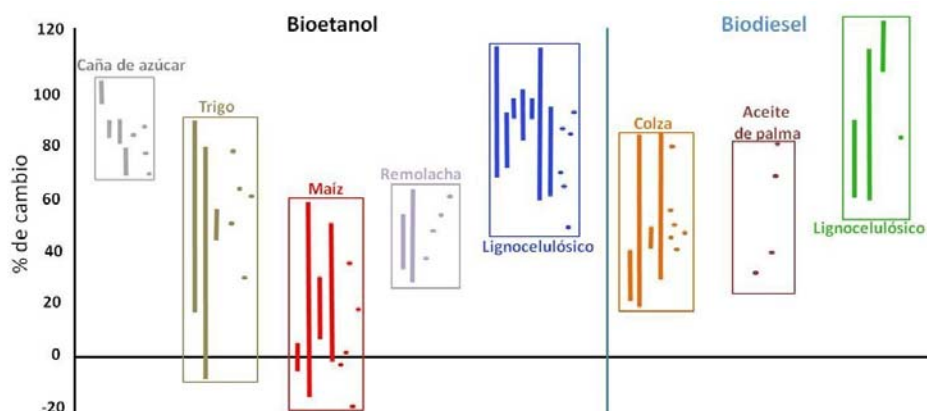 Bioetanol
Biodiesel
% de cambio
120
100
80
60
40
20
0
-20
Caña de azúcar
Trigo
Maíz
Remolacha
Lignocelulósico
Colza
Aceite
de palma
Lignocelulósico